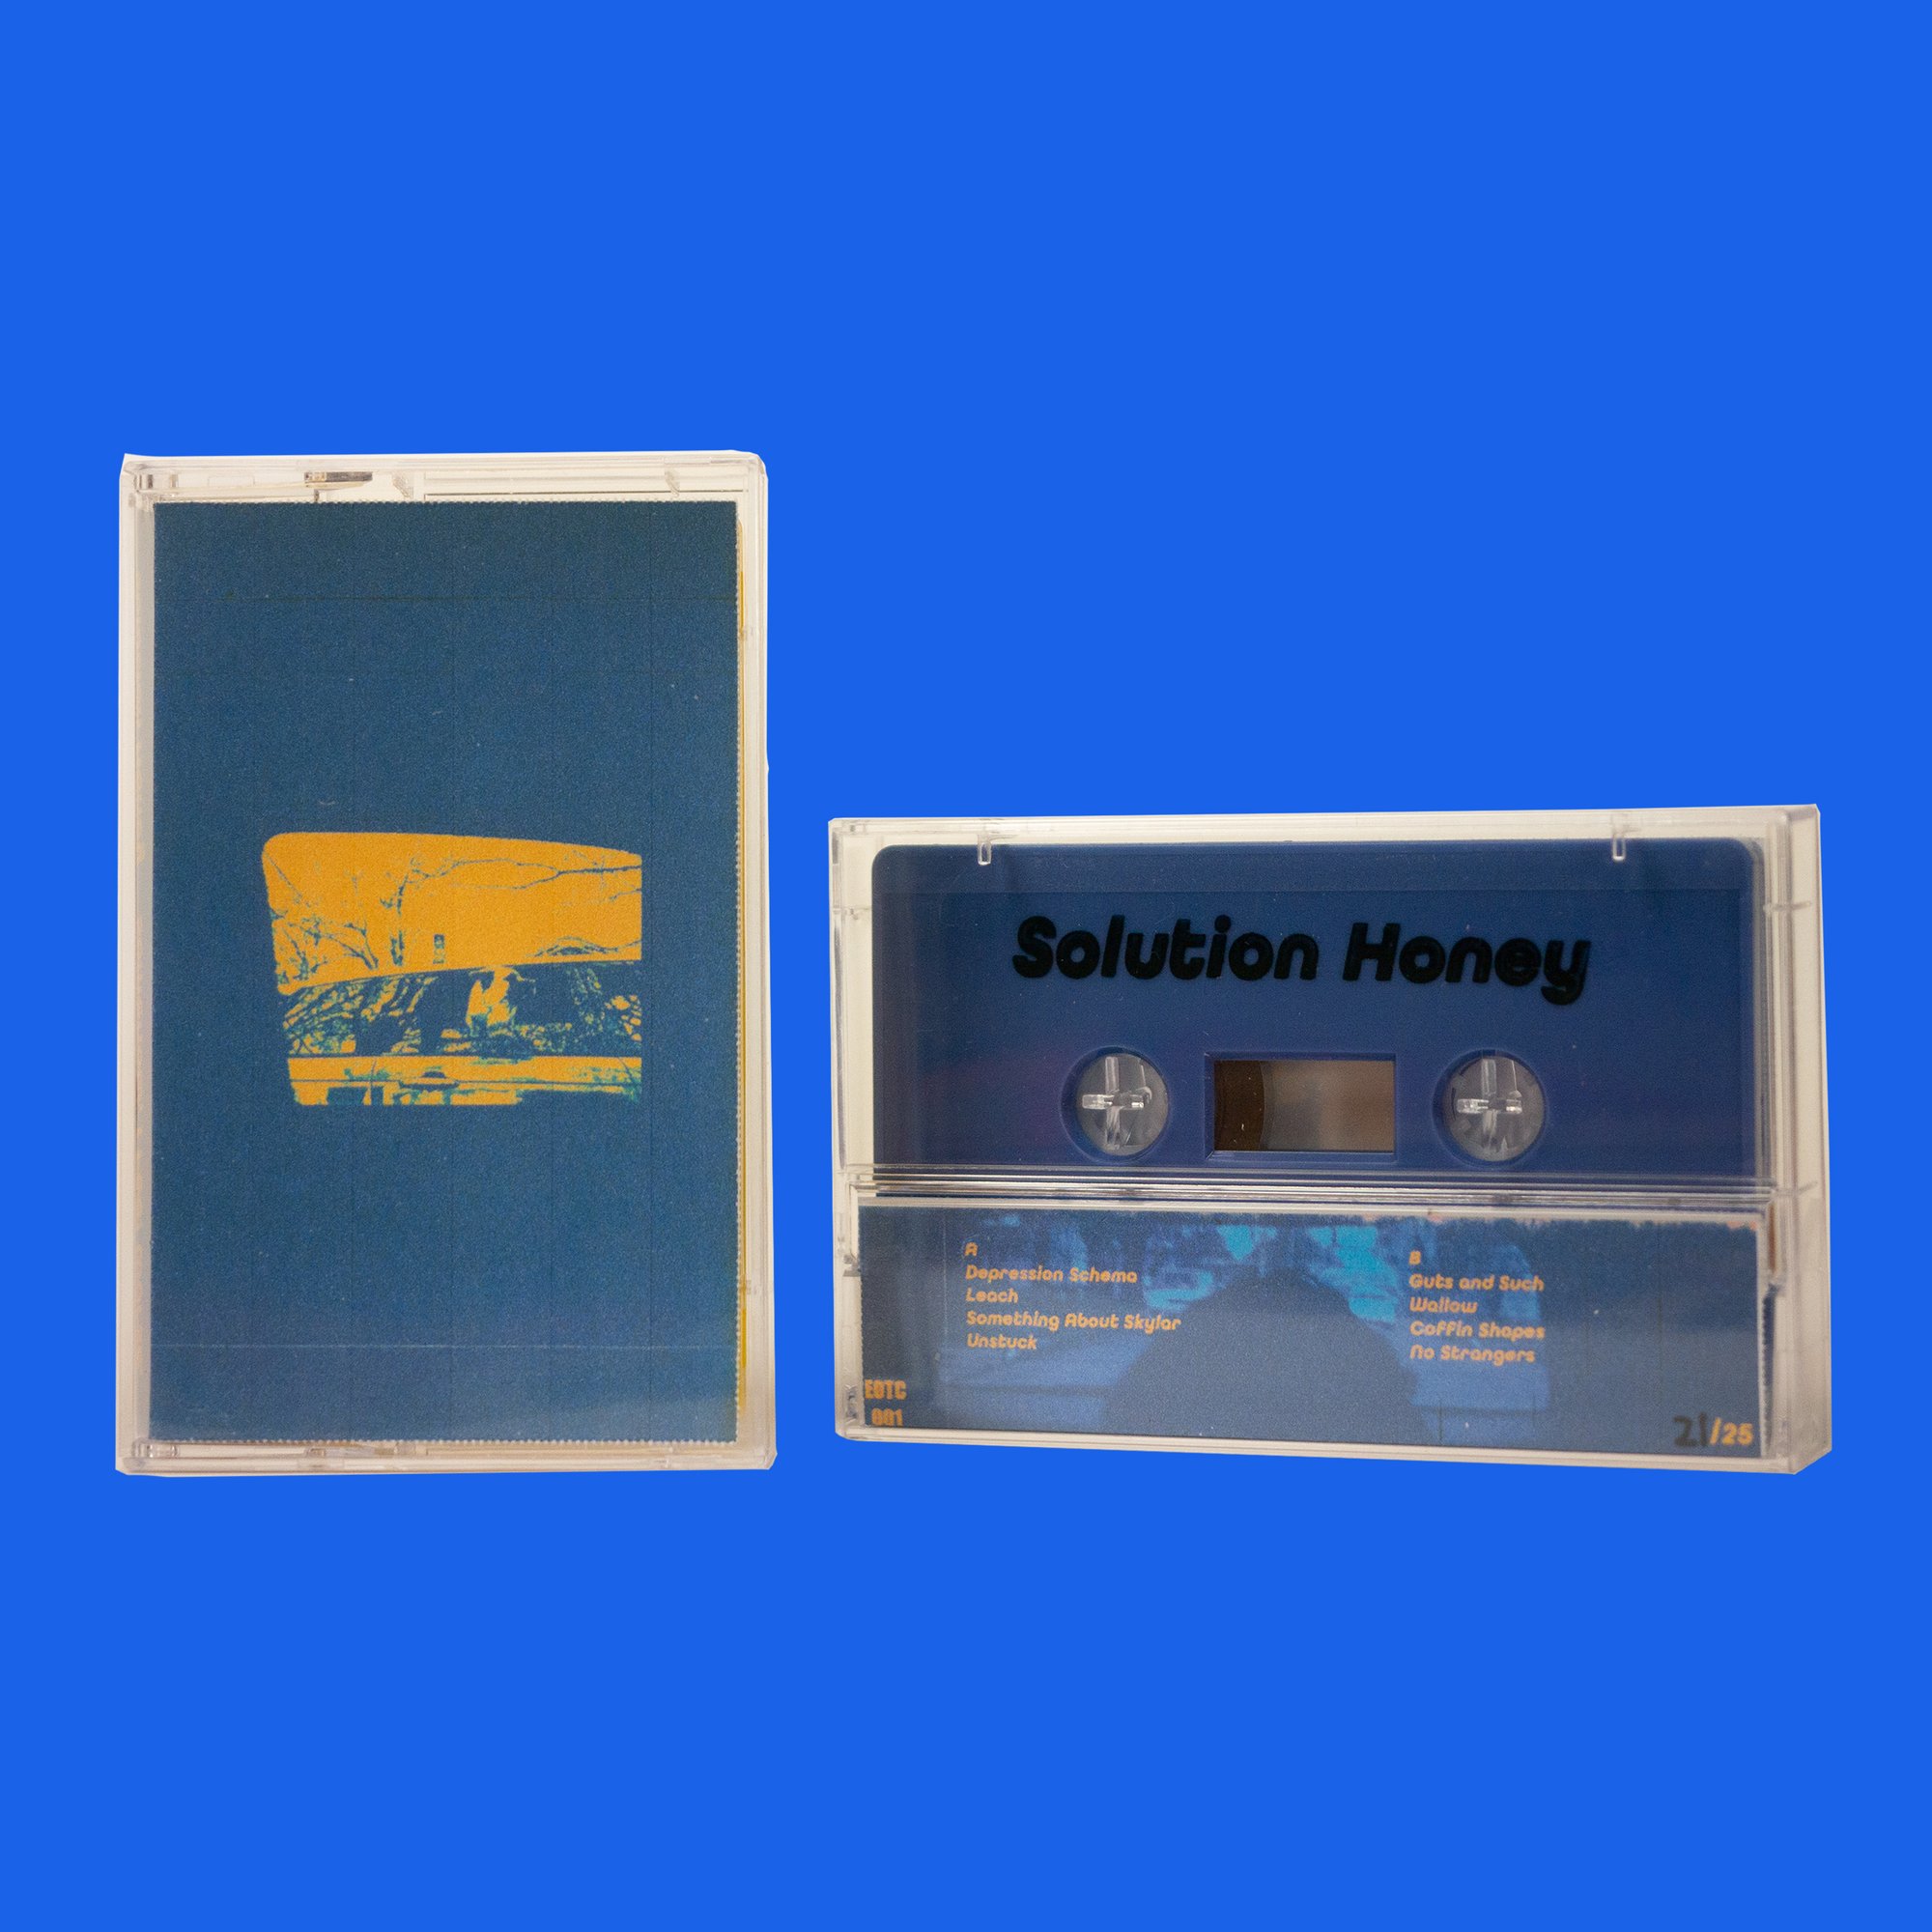 Solution Honey
A
Depression Schema
Leach
Something About Skylar
Unstuck
B
Guts and Such
Wallow
Coffin Shapes
No Strangers
EOTC
001
21/25